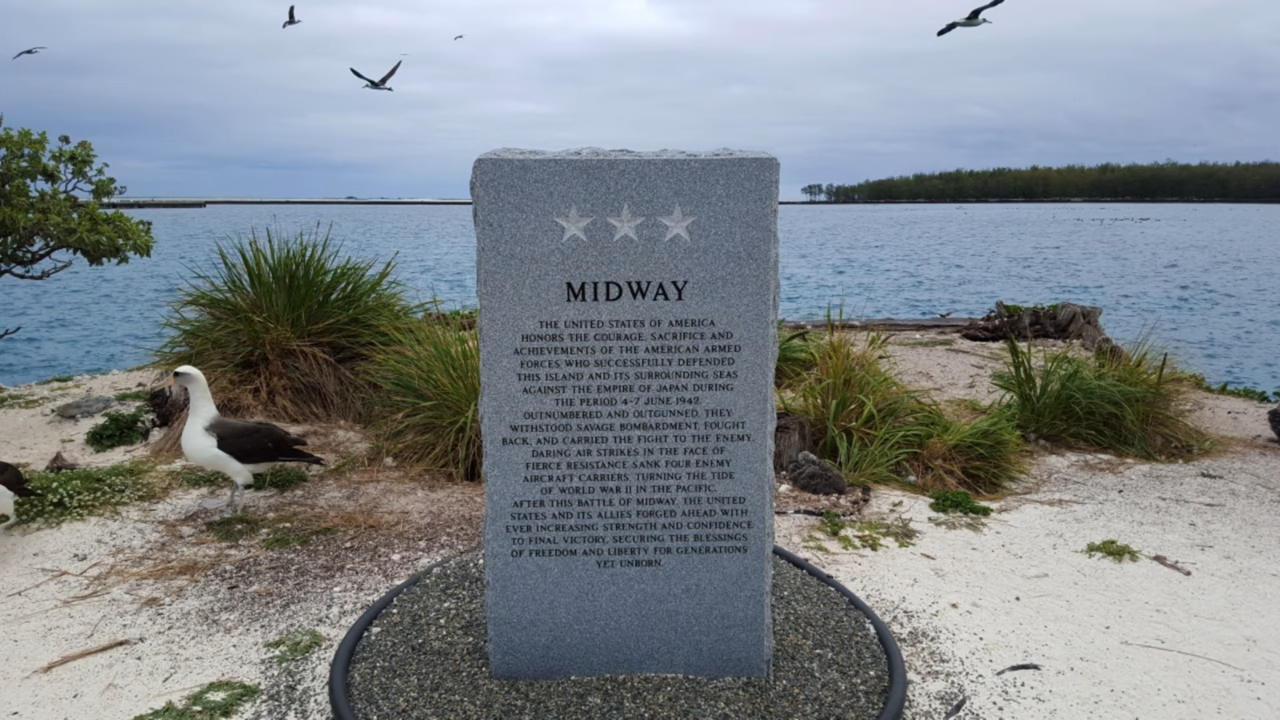 MIDWAY
THE UNITED STATES OF AMERICA
HONORS THE COURAGE, SACRIFICE AND
ACHIEVEMENTS OF THE AMERICAN ARMED
FORCES WHO SUCCESSFULLY DEFENDED
THIS ISLAND AND ITS SURROUNDING SEAS
AGAINST THE EMPIRE OF JAPAN DURING
THE PERIOD 4-7 JUNE 1942.
OUTNUMBERED AND OUTGUNNED, THEY
WITHSTOOD SAVAGE BOMBARDMENT, FOUGHT
BACK, AND CARRIED THE FIGHT TO THE ENEMY.
DARING AIR STRIKES IN THE FACE OF
FIERCE RESISTANCE SANK FOUR ENEMY
AIRCRAFT CARRIERS, TURNING THE TIDE
OF WORLD WAR II IN THE PACIFIC.
AFTER THIS BATTLE OF MIDWAY, THE UNITED
STATES AND ITS ALLIES FORGED AHEAD WITH
EVER INCREASING STRENGTH AND CONFIDENCE
TO FINAL VICTORY, SECURING THE BLESSINGS
OF FREEDOM AND LIBERTY FOR GENERATIONS
YET UNBORN.